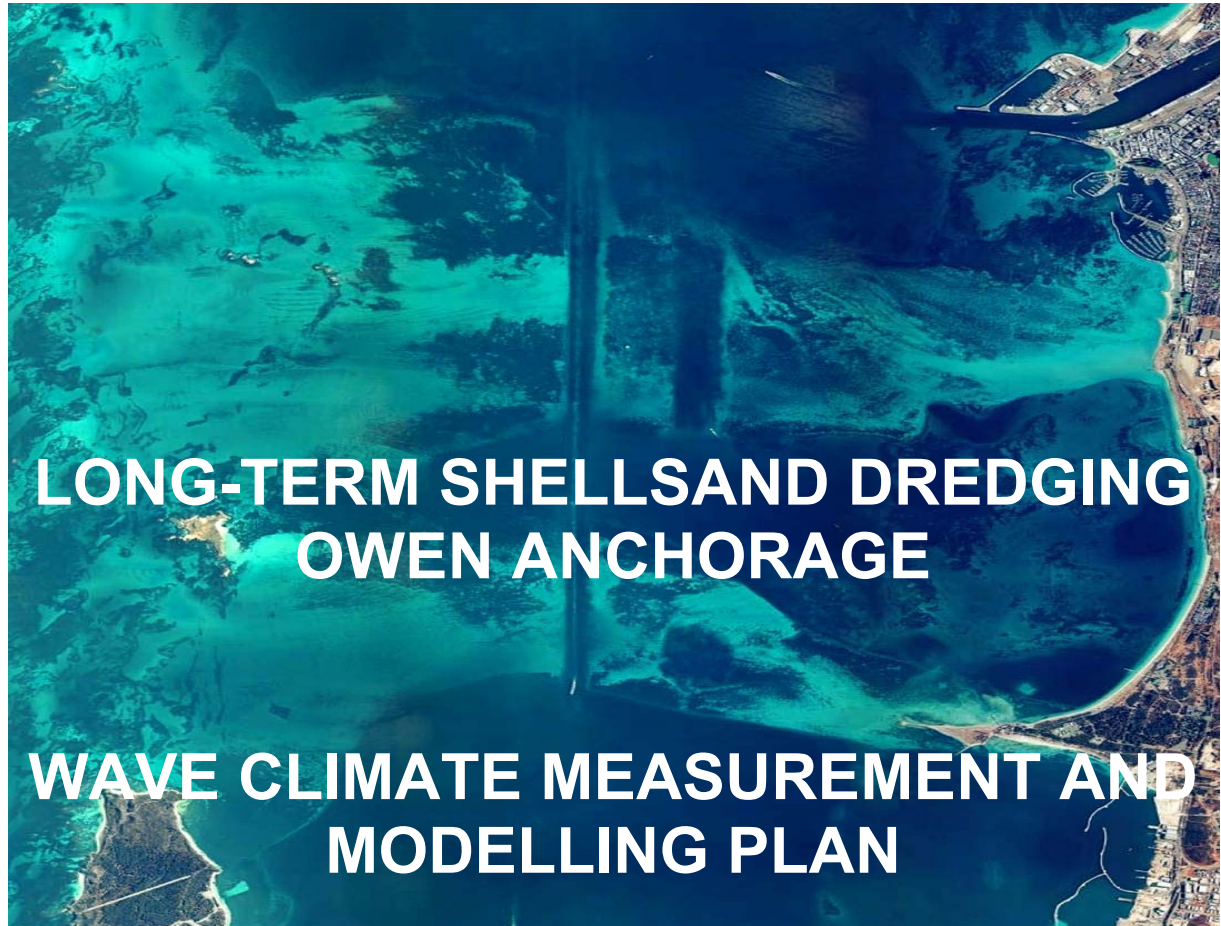 LONG-TERM SHELLSAND DREDGING
OWEN ANCHORAGE
WAVE CLIMATE MEASUREMENT AND
MODELLING PLAN